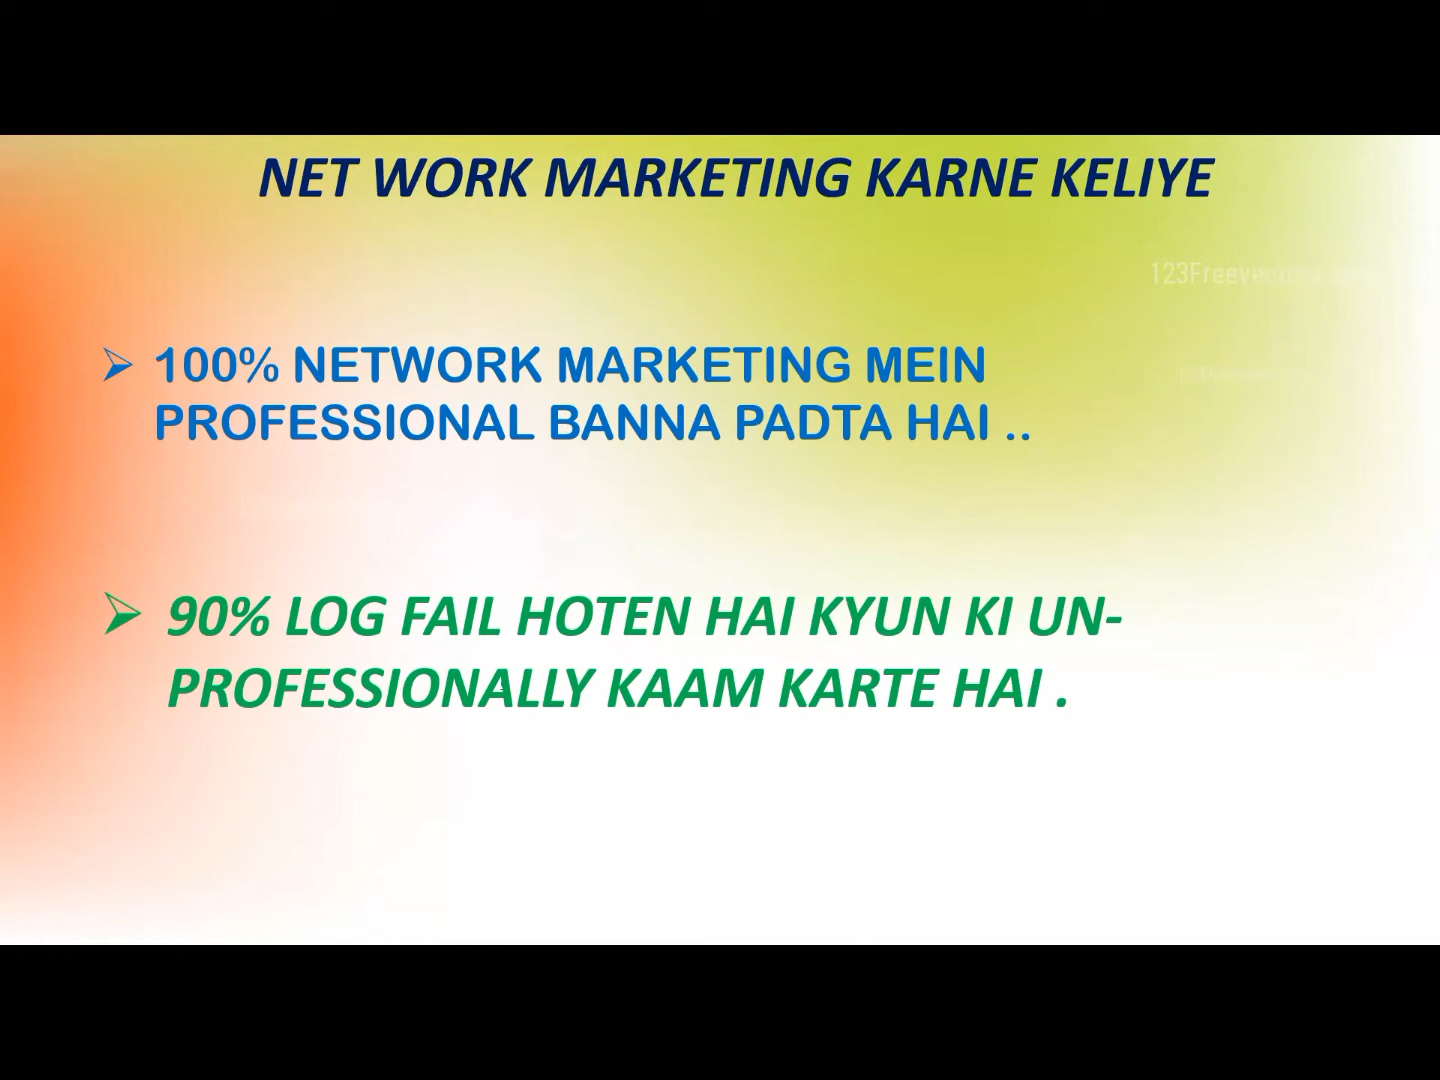 NET WORK MARKETING KARNE KELIYE
123Freevectors
➢ 100% NETWORK MARKETING MEIN
PROFESSIONAL BANNA PADTA HAI ..
➢ 90% LOG FAIL HOTEN HAI KYUN KI UN-
PROFESSIONALLY KAAM KARTE HAI .